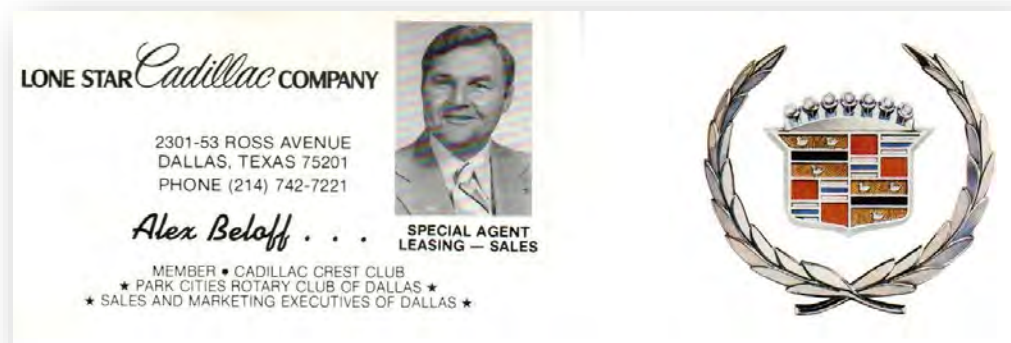 LONE STAR Cadillac COMPANY
2301-53 ROSS AVENUE
DALLAS, TEXAS 75201
PHONE (214) 742-7221
Alex Beloff . . .
SPECIAL AGENT
LEASING — SALES
MEMBER • CADILLAC CREST CLUB
★ PARK CITIES ROTARY CLUB OF DALLAS ★
★ SALES AND MARKETING EXECUTIVES OF DALLAS ★